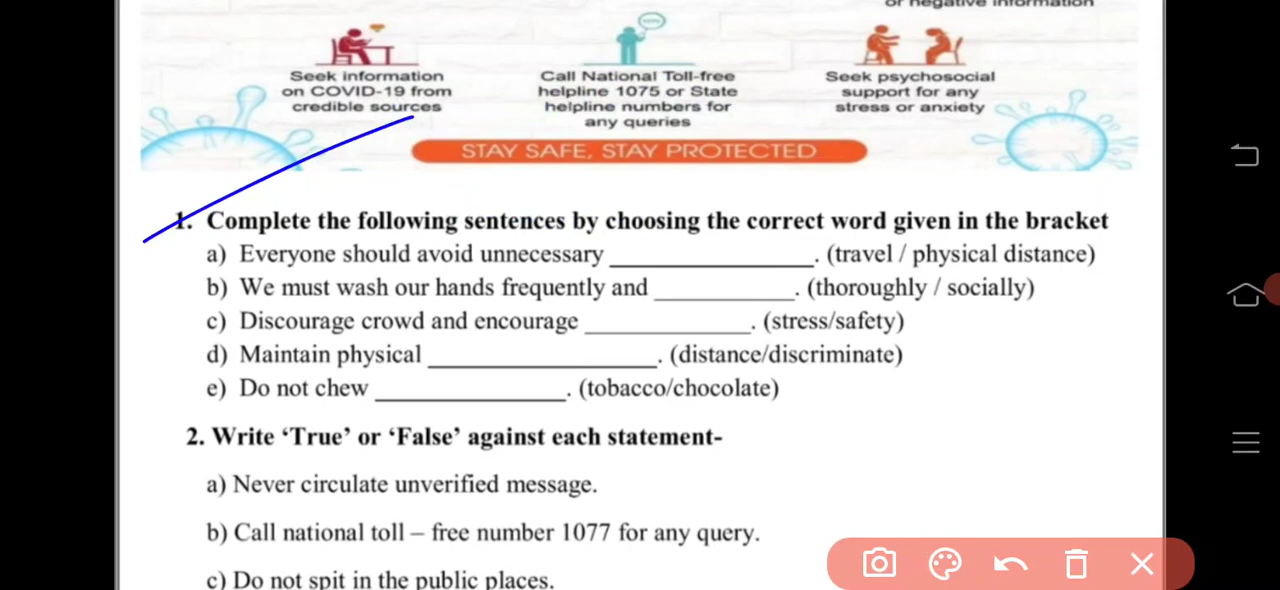 or negative information
Seek information
on COVID-19 from
credible sources
Call National Toll-free
helpline 1075 or State
helpline numbers for
any queries
Seek psychosocial
support for any
stress or anxiety
STAY SAFE, STAY PROTECTED
1. Complete the following sentences by choosing the correct word given in the bracket
a) Everyone should avoid unnecessary ________________. (travel / physical distance)
b) We must wash our hands frequently and ___________. (thoroughly / socially)
c) Discourage crowd and encourage _____________. (stress/safety)
d) Maintain physical __________________. (distance/discriminate)
e) Do not chew _______________. (tobacco/chocolate)
2. Write ‘True’ or ‘False’ against each statement-
a) Never circulate unverified message.
b) Call national toll – free number 1077 for any query.
c) Do not spit in the public places.